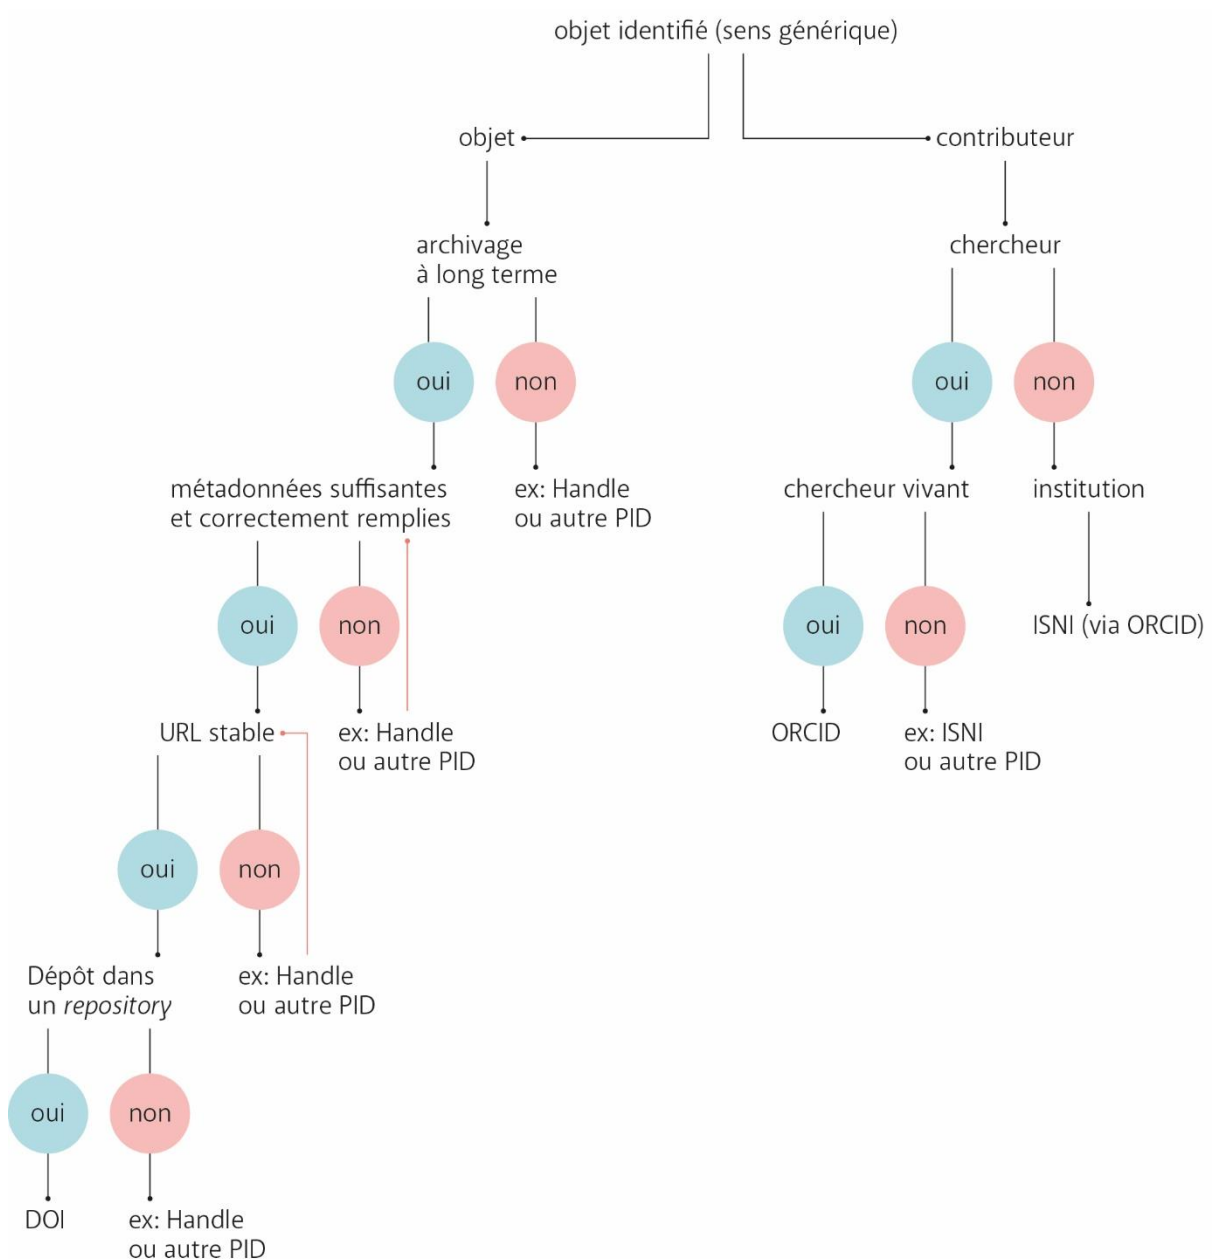 objet identifié (sens générique)
objet
contributeur
archivage
à long terme
chercheur
oui
non
oui
non
métadonnées suffisantes
et correctement remplies
ex: Handle
ou autre PID
chercheur vivant
institution
oui
non
oui
non
ISNI (via ORCID)
URL stable
ex: Handle
ou autre PID
ORCID
ex: ISNI
ou autre PID
oui
non
Dépôt dans
un repository
ex: Handle
ou autre PID
oui
non
DOI
ex: Handle
ou autre PID